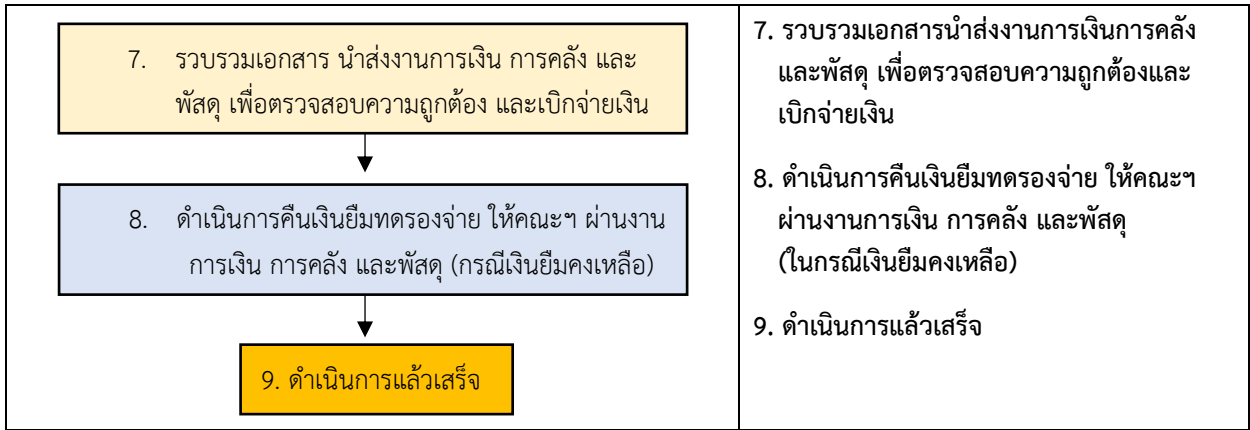 7. รวบรวมเอกสาร นำส่งงานการเงิน การคลัง และ
พัสดุ เพื่อตรวจสอบความถูกต้อง และเบิกจ่ายเงิน
8. ดำเนินการคืนเงินยืมทดรองจ่าย ให้คณะฯ ผ่านงาน
การเงิน การคลัง และพัสดุ (กรณีเงินยืมคงเหลือ)
9. ดำเนินการแล้วเสร็จ
7. รวบรวมเอกสารนำส่งงานการเงินการคลัง
และพัสดุ เพื่อตรวจสอบความถูกต้องและ
เบิกจ่ายเงิน
8. ดำเนินการคืนเงินยืมทดรองจ่าย ให้คณะฯ
ผ่านงานการเงิน การคลัง และพัสดุ
(ในกรณีเงินยืมคงเหลือ)
9. ดำเนินการแล้วเสร็จ